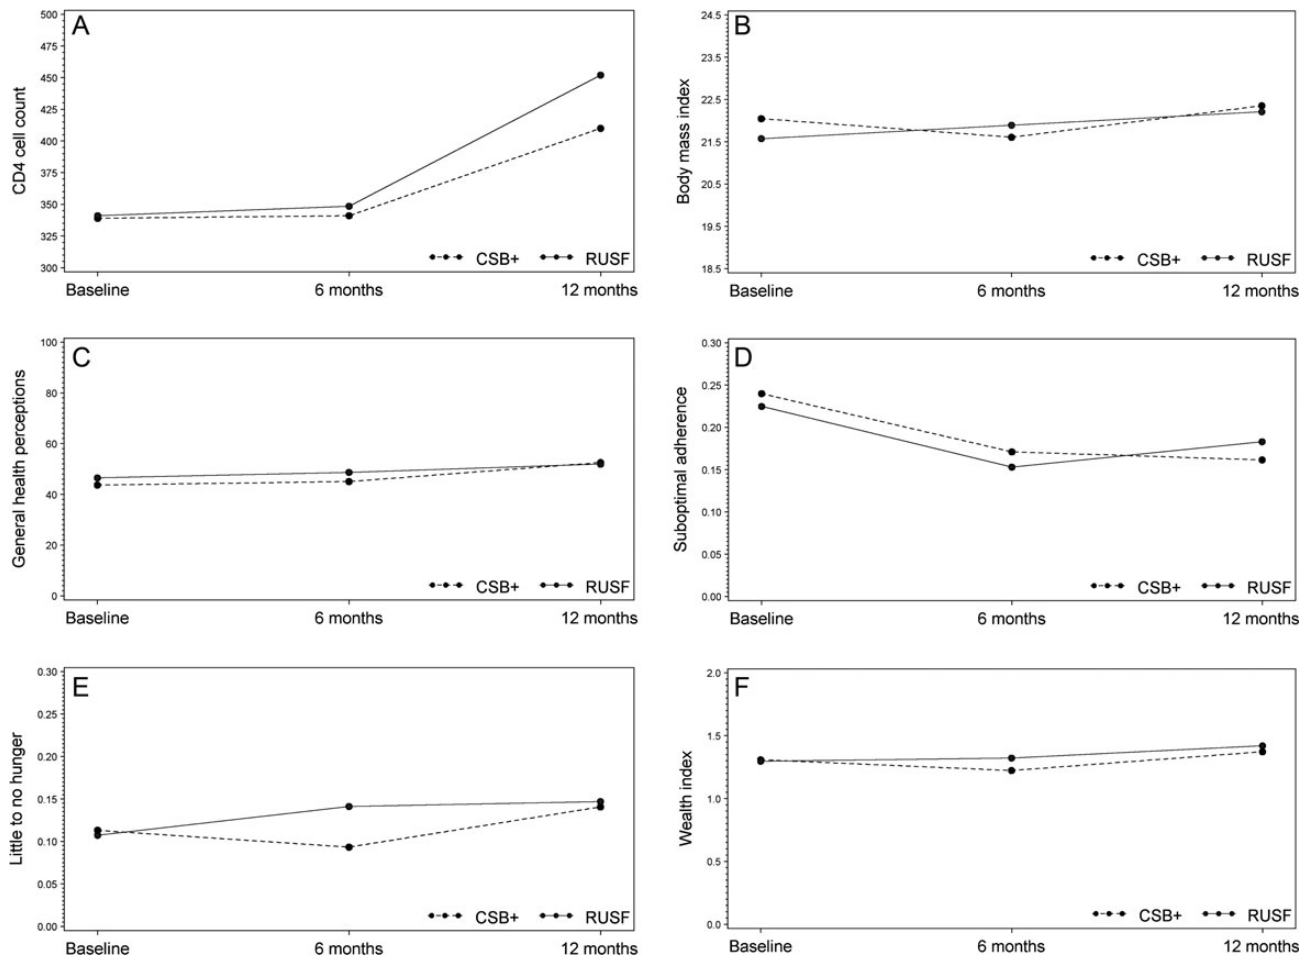 A
CD4 cell count
500
475
450
425
400
375
350
325
300
CSB+ RUSF
Baseline 6 months 12 months
B
Body mass index
24.5
22.5
21.5
20.5
19.5
18.5
CSB+ RUSF
Baseline 6 months 12 months
C
General health perceptions
100
80
60
40
20
0
CSB+ RUSF
Baseline 6 months 12 months
D
Suboptimal adherence
0.30
0.25
0.20
0.15
0.10
0.05
0.00
CSB+ RUSF
Baseline 6 months 12 months
E
Little to no hunger
0.30
0.25
0.20
0.15
0.10
0.05
0.00
CSB+ RUSF
Baseline 6 months 12 months
F
Wealth index
2.0
1.5
1.0
0.5
0.0
CSB+ RUSF
Baseline 6 months 12 months